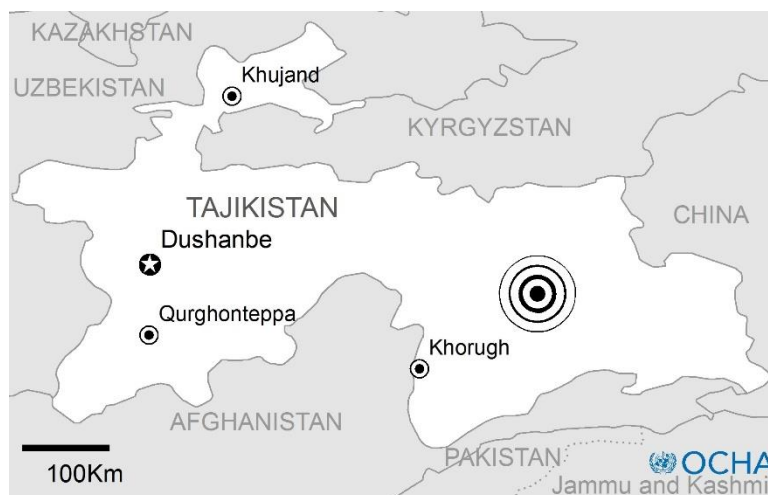 KAZAKHSTAN
Khujand
UZBEKISTAN
KYRGYZSTAN
TAJIKISTAN
CHINA
Dushanbe
Qurghonteppa
Khorugh
AFGHANISTAN
PAKISTAN
OCHA
100Km
Jammu and Kashmi